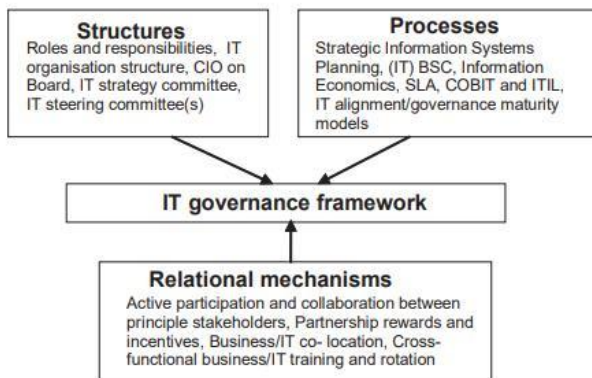 Structures
Roles and responsibilities, IT
organisation structure, CIO on
Board, IT strategy committee,
IT steering committee(s)
Processes
Strategic Information Systems
Planning, (IT) BSC, Information
Economics, SLA, COBIT and ITIL,
IT alignment/governance maturity
models
IT governance framework
Relational mechanisms
Active participation and collaboration between
principle stakeholders, Partnership rewards and
incentives, Business/IT co- location, Cross-
functional business/IT training and rotation